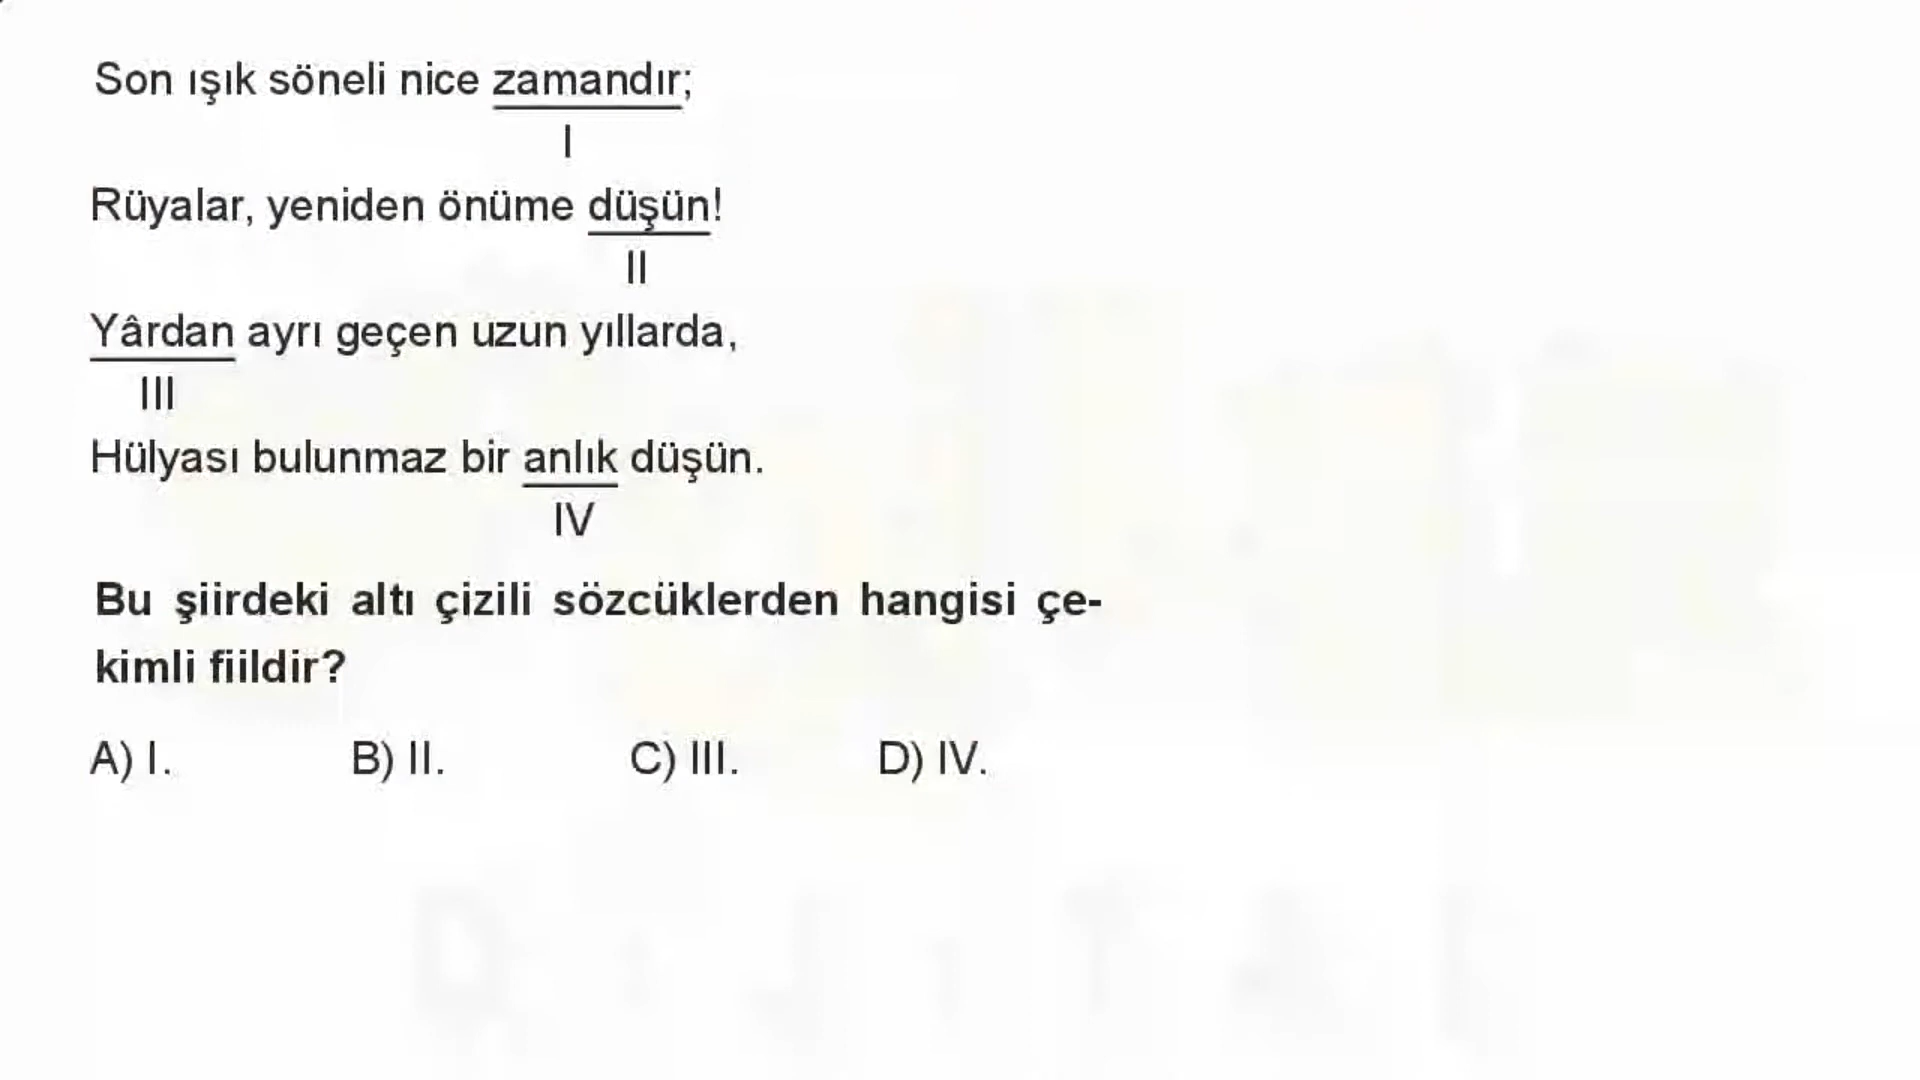 Son ışık söneli nice zamandır;
I
Rüyalar, yeniden önüme düşün!
II
Yârdan ayrı geçen uzun yıllarda,
III
Hülyası bulunmaz bir anlık düşün.
IV
Bu şiirdeki altı çizili sözcüklerden hangisi çe-
kimli fiildir?
A) I. B) II. C) III. D) IV.